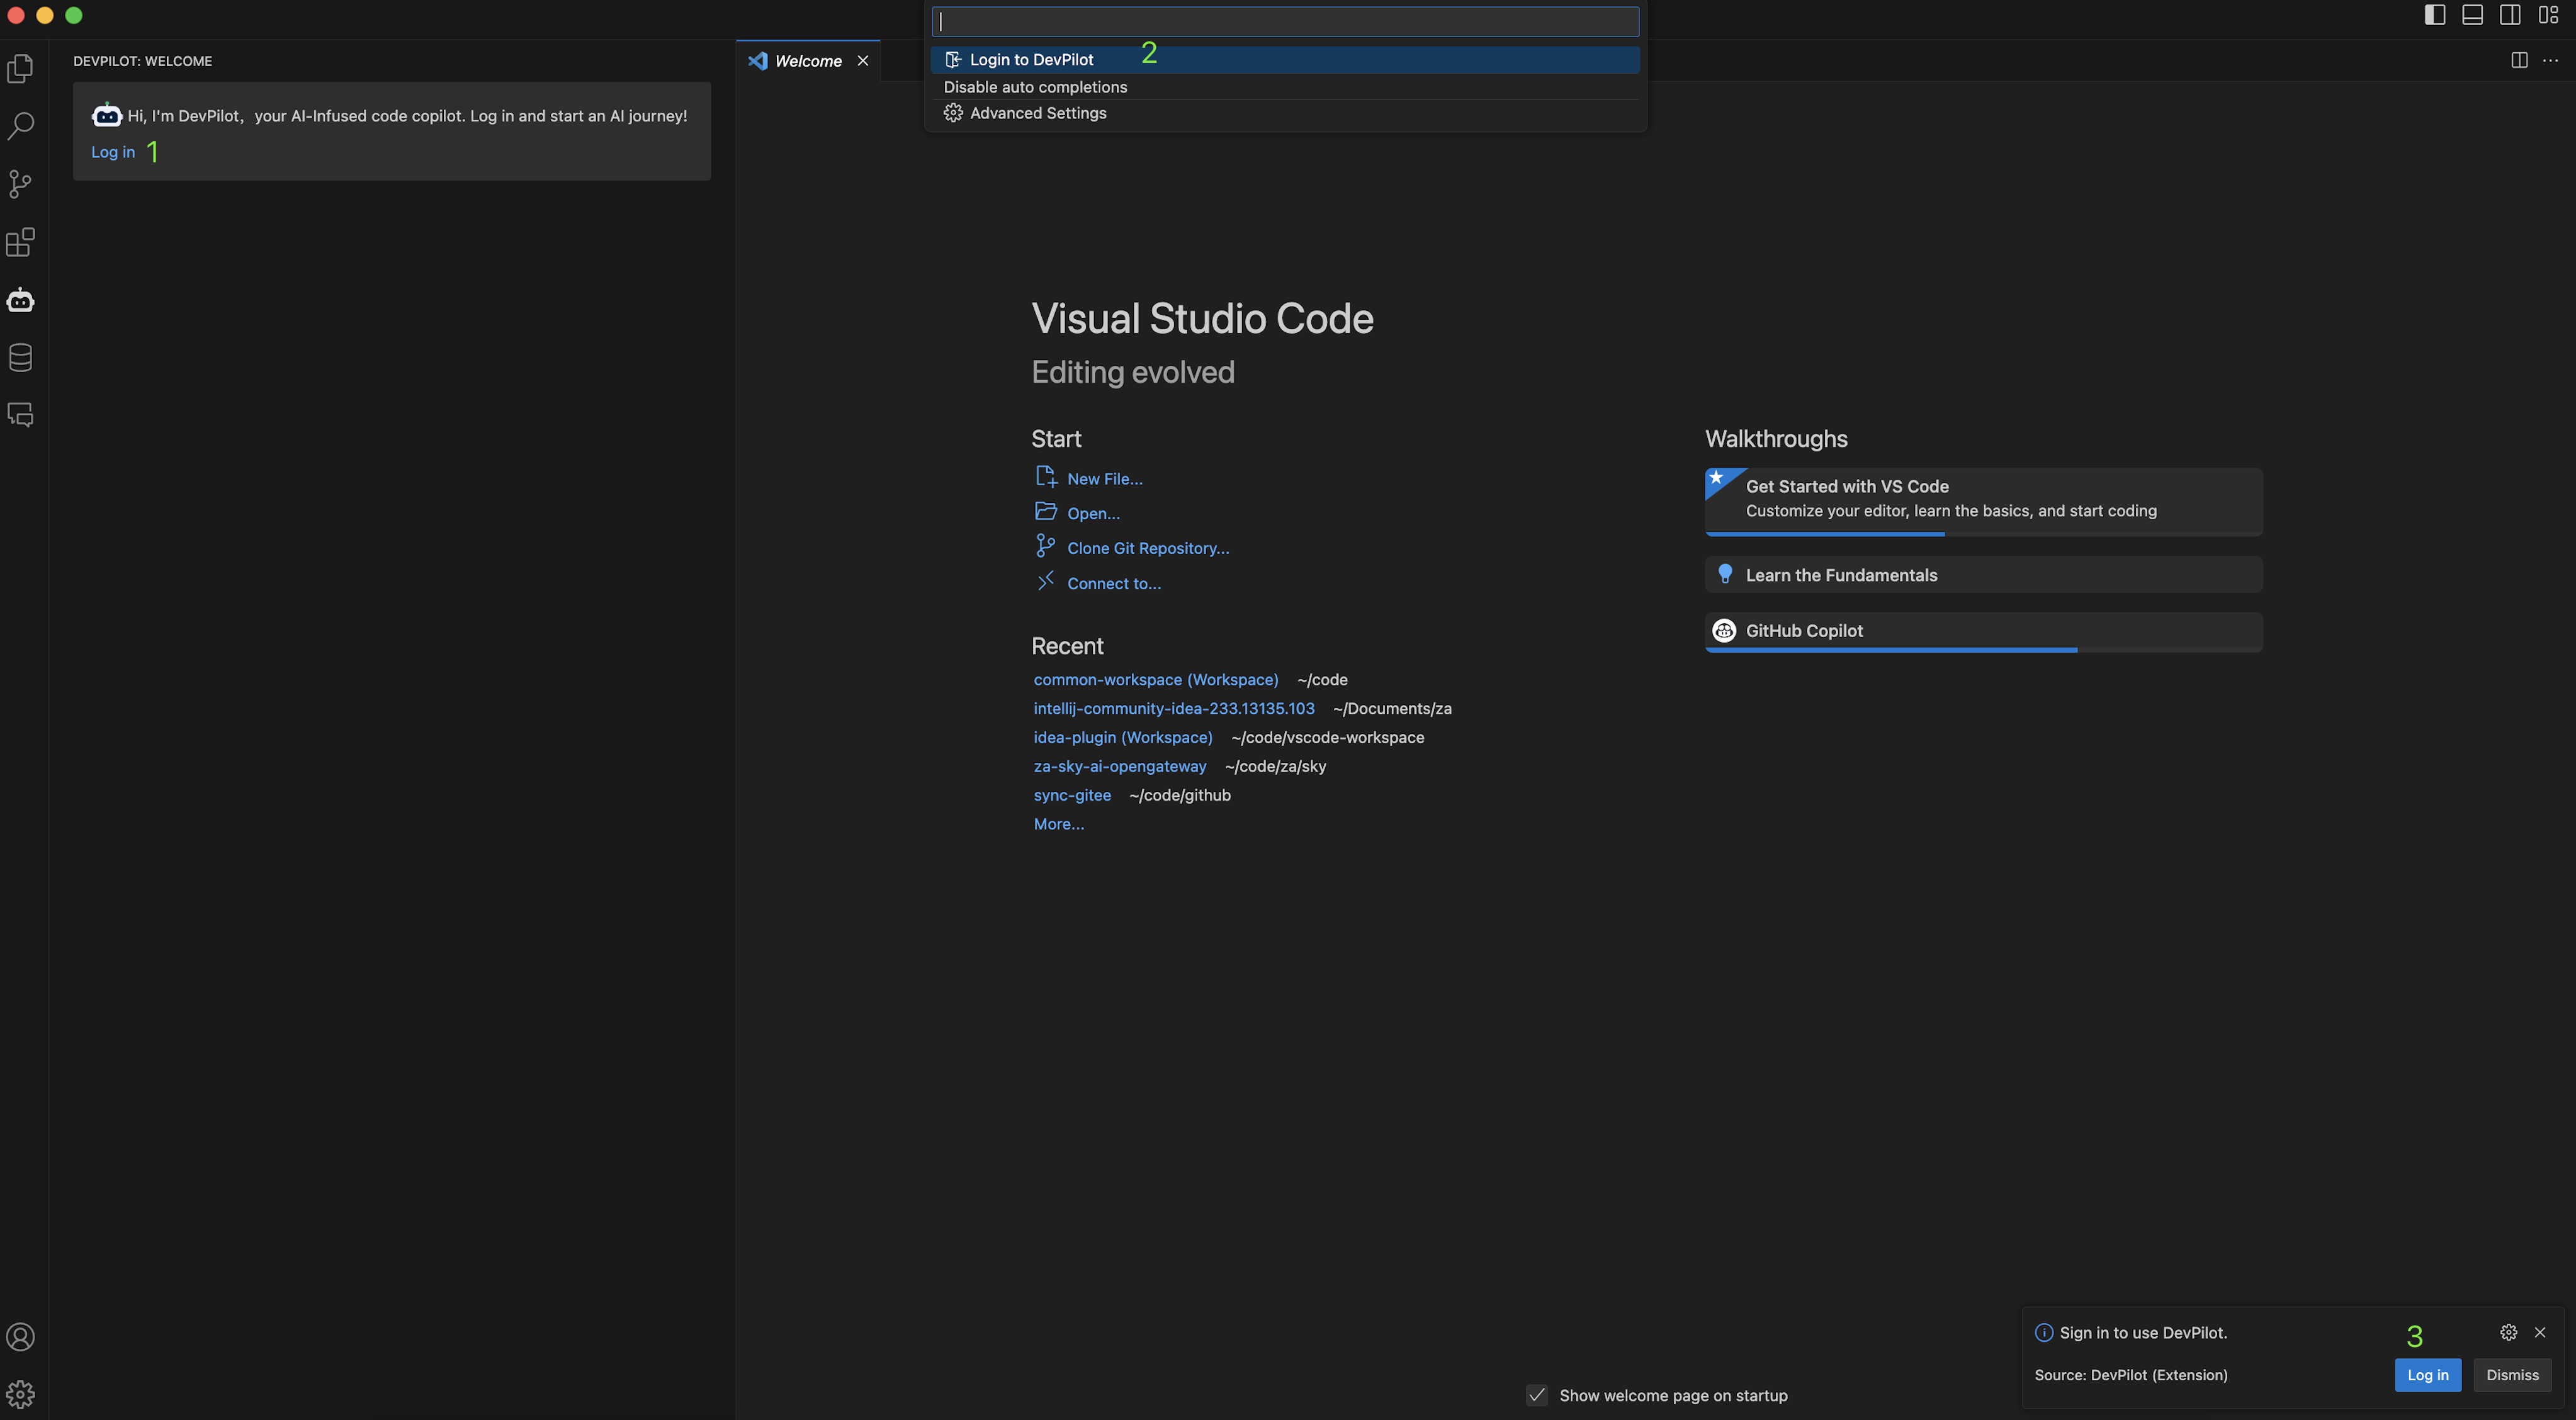 DEVPILOT: WELCOME
Hi, I'm DevPilot，your AI-Infused code copilot. Log in and start an AI journey!
Log in 1
Welcome
Login to DevPilot 2
Disable auto completions
Advanced Settings
Visual Studio Code
Editing evolved
Start
New File...
Open...
Clone Git Repository...
Connect to...
Recent
common-workspace (Workspace) ~/code
intellij-community-idea-233.13135.103 ~/Documents/za
idea-plugin (Workspace) ~/code/vscode-workspace
za-sky-ai-opengateway ~/code/za/sky
sync-gitee ~/code/github
More...
Walkthroughs
Get Started with VS Code
Customize your editor, learn the basics, and start coding
Learn the Fundamentals
GitHub Copilot
Show welcome page on startup
Sign in to use DevPilot. 3
Source: DevPilot (Extension) Log in Dismiss